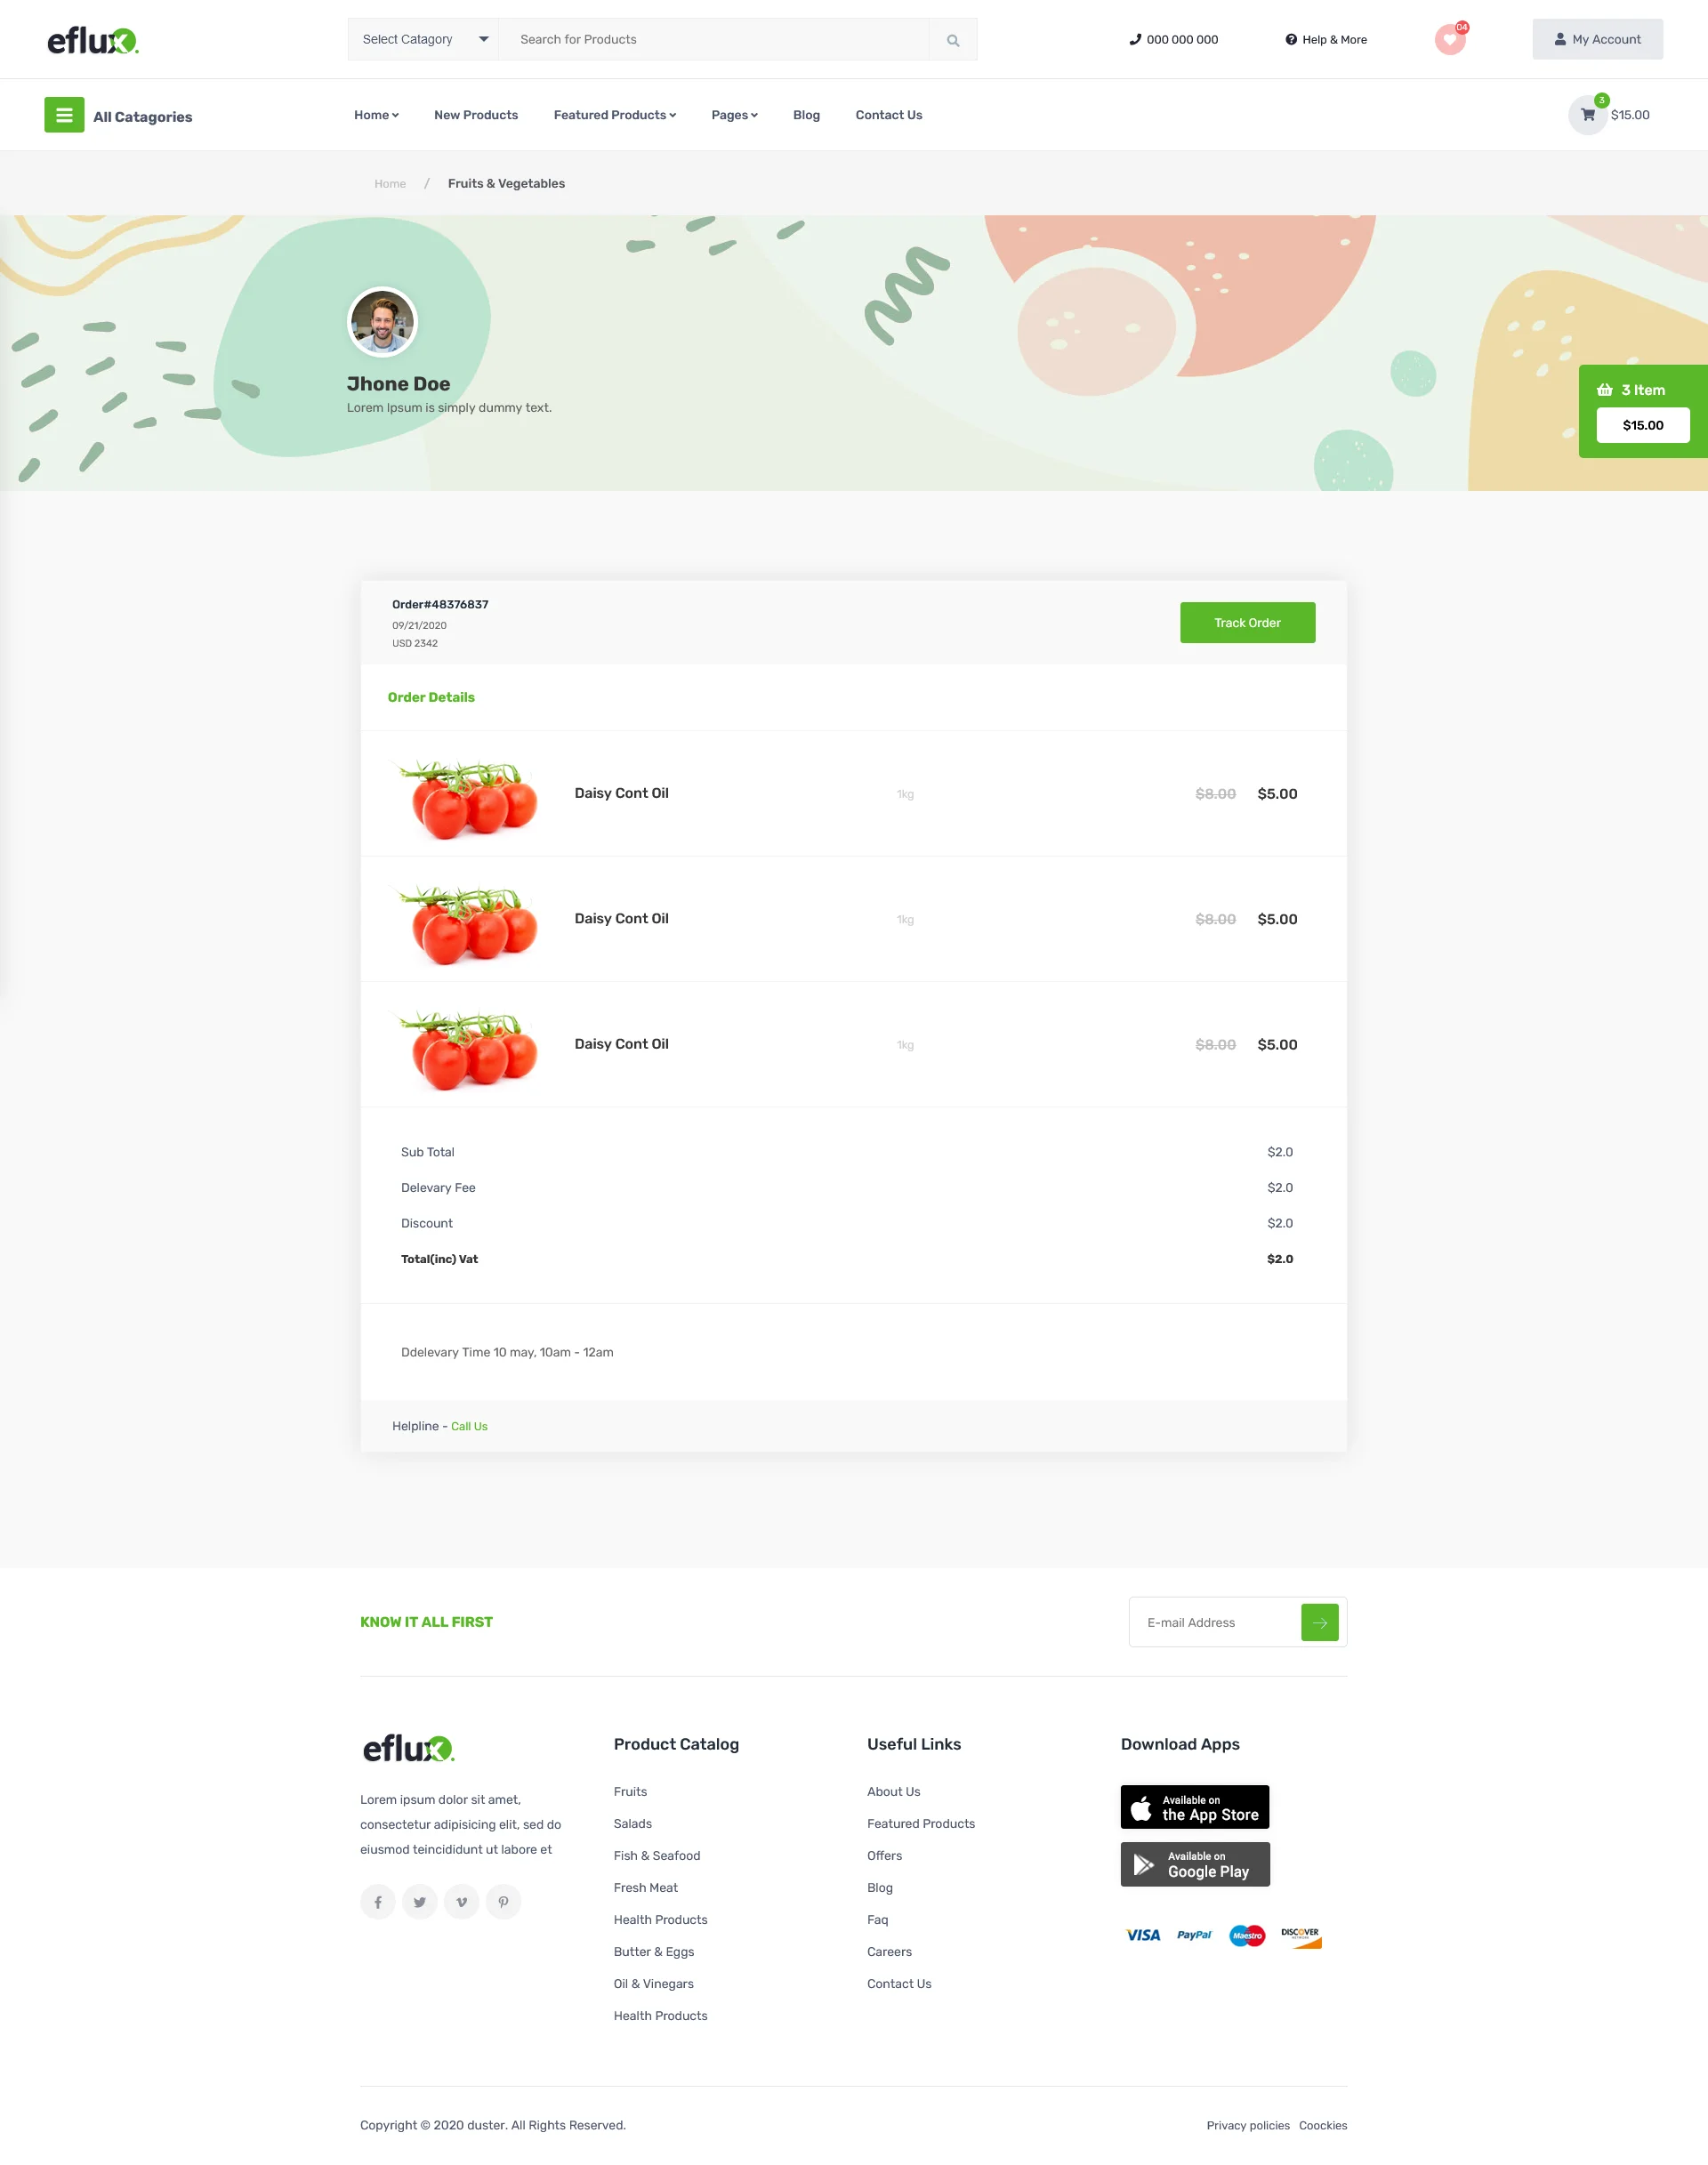 eflux.
Select Catagory
Search for Products
000 000 000
Help & More
04
My Account
All Catagories
Home
New Products
Featured Products
Pages
Blog
Contact Us
3
$15.00
Home / Fruits & Vegetables
Jhone Doe
Lorem Ipsum is simply dummy text.
3 Item
$15.00
Order#48376837
09/21/2020
USD 2342
Track Order
Order Details
Daisy Cont Oil 1kg $8.00 $5.00
Daisy Cont Oil 1kg $8.00 $5.00
Daisy Cont Oil 1kg $8.00 $5.00
Sub Total $2.0
Delevary Fee $2.0
Discount $2.0
Total(inc) Vat $2.0
Ddelevary Time 10 may, 10am - 12am
Helpline - Call Us
KNOW IT ALL FIRST
E-mail Address
eflux.
Lorem ipsum dolor sit amet,
consectetur adipisicing elit, sed do
eiusmod teincididunt ut labore et
Product Catalog
Fruits
Salads
Fish & Seafood
Fresh Meat
Health Products
Butter & Eggs
Oil & Vinegars
Health Products
Useful Links
About Us
Featured Products
Offers
Blog
Faq
Careers
Contact Us
Download Apps
Available on
the App Store
Available on
Google Play
VISA
PayPal
Maestro
DISCOVER
NETWORK
Copyright © 2020 duster. All Rights Reserved.
Privacy policies Coockies